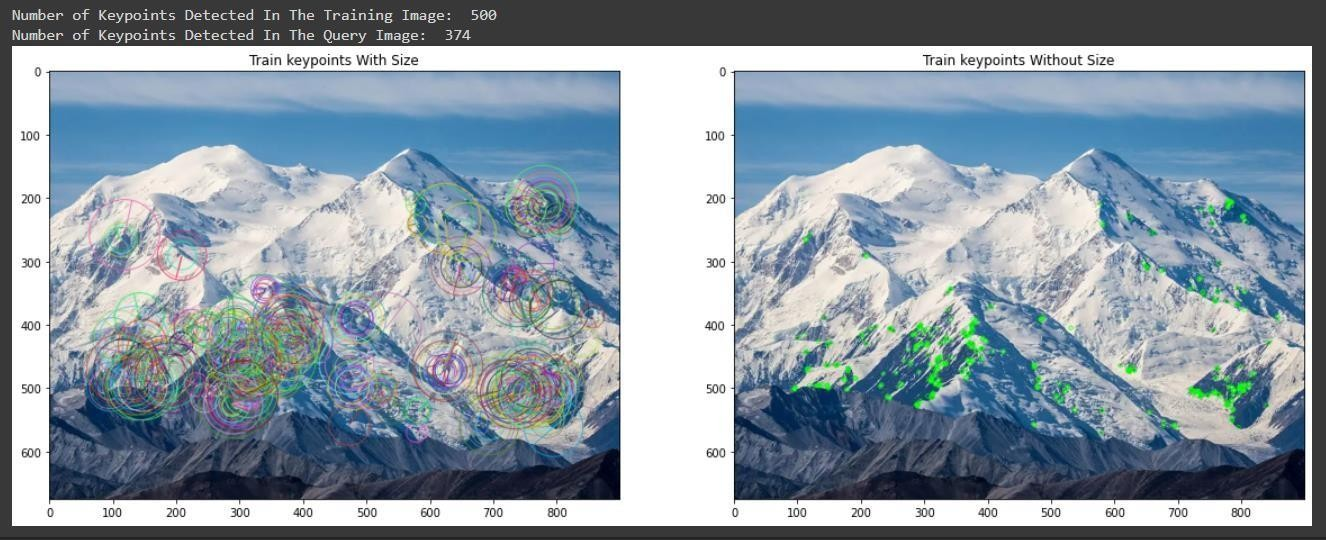 Number of Keypoints Detected In The Training Image:  500
Number of Keypoints Detected In The Query Image:  374
Train keypoints With Size
0
100
200
300
400
500
600
0 100 200 300 400 500 600 700 800
Train keypoints Without Size
0
100
200
300
400
500
600
0 100 200 300 400 500 600 700 800